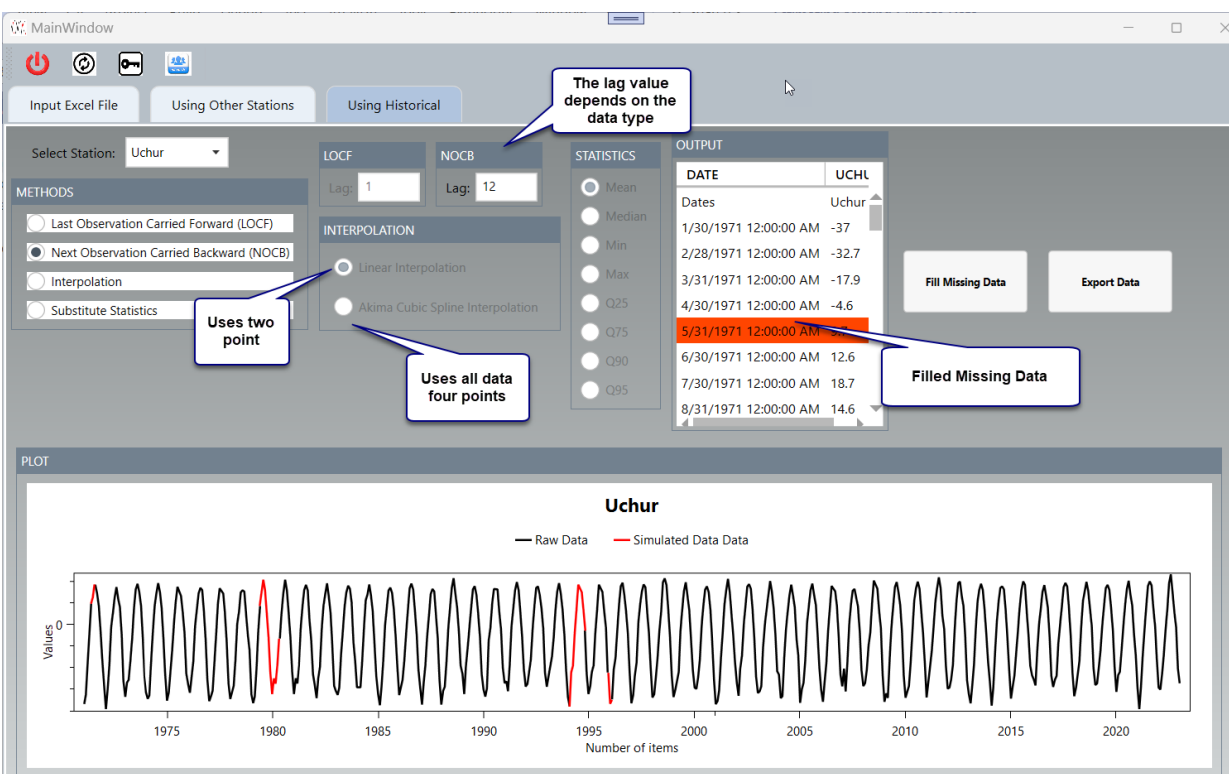 MainWindow
Input Excel File
Using Other Stations
Using Historical
The lag value
depends on the
data type
Select Station:
Uchur
METHODS
Last Observation Carried Forward (LOCF)
Next Observation Carried Backward (NOCB)
Interpolation
Substitute Statistics
LOCF
Lag: 1
NOCB
Lag: 12
INTERPOLATION
Linear Interpolation
Akima Cubic Spline Interpolation
Uses two
point
Uses all data
four points
STATISTICS
Mean
Median
Min
Max
Q25
Q75
Q90
Q95
OUTPUT
DATE UCHU
Dates Uchur
1/30/1971 12:00:00 AM -37
2/28/1971 12:00:00 AM -32.7
3/31/1971 12:00:00 AM -17.9
4/30/1971 12:00:00 AM -4.6
5/31/1971 12:00:00 AM
6/30/1971 12:00:00 AM 12.6
7/30/1971 12:00:00 AM 18.7
8/31/1971 12:00:00 AM 14.6
Filled Missing Data
Fill Missing Data
Export Data
PLOT
Uchur
Raw Data
Simulated Data Data
Values
0
1975 1980 1985 1990 1995 2000 2005 2010 2015 2020
Number of items